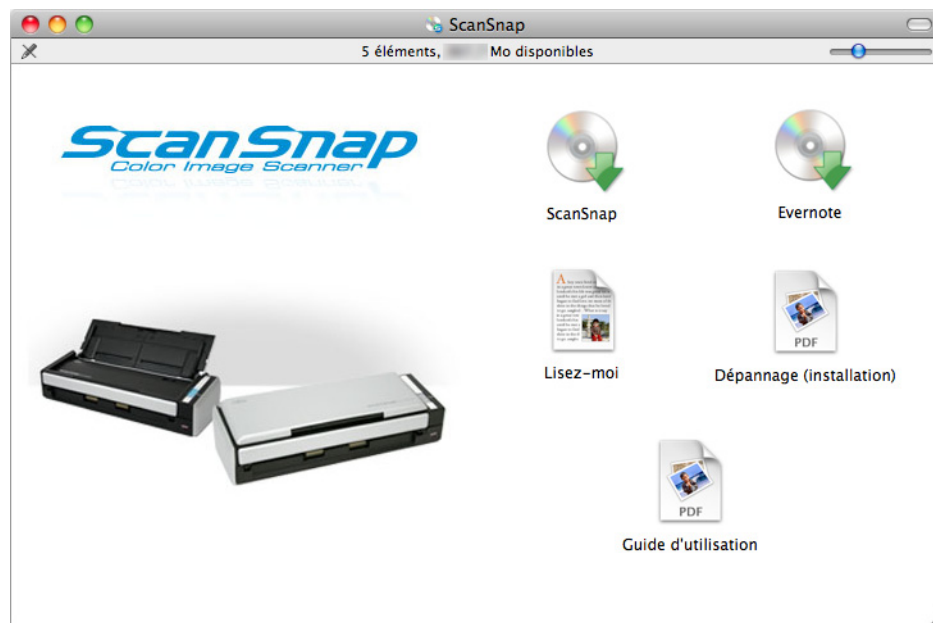 ScanSnap
5 éléments, Mo disponibles
ScanSnap
Color Image Scanner
ScanSnap
Evernote
Lisez-moi
PDF
Dépannage (installation)
PDF
Guide d'utilisation